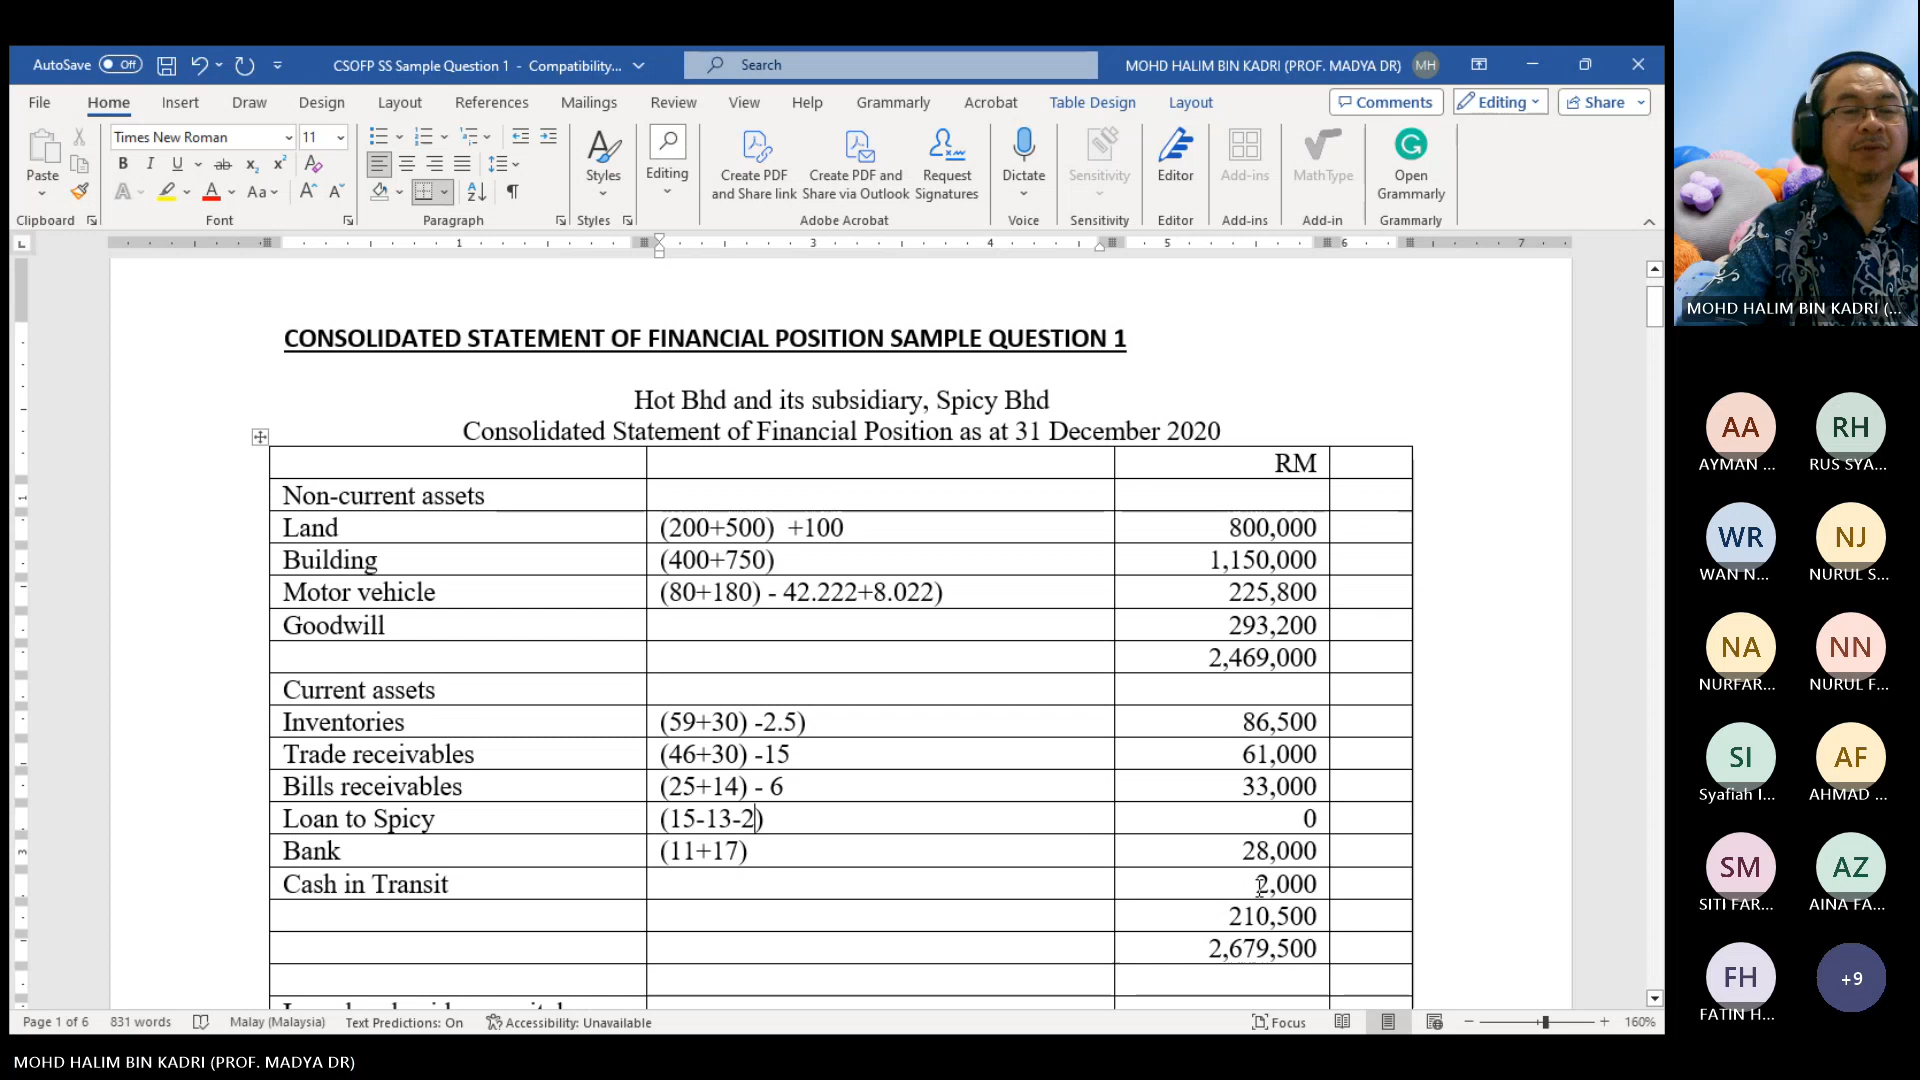 AutoSave Off CSOFP SS Sample Question 1 - Compatibility... Search MOHD HALIM BIN KADRI (PROF. MADYA DR) MH
File Home Insert Draw Design Layout References Mailings Review View Help Grammarly Acrobat Table Design Layout Comments Editing Share
Times New Roman 11
Paste Styles Editing Create PDF and Share link Create PDF and Share via Outlook Request Signatures Dictate Sensitivity Editor Add-ins MathType Open Grammarly
Clipboard Font Paragraph Styles Adobe Acrobat Voice Sensitivity Editor Add-ins Add-in Grammarly
1 3 4 5 6 7
CONSOLIDATED STATEMENT OF FINANCIAL POSITION SAMPLE QUESTION 1
Hot Bhd and its subsidiary, Spicy Bhd
Consolidated Statement of Financial Position as at 31 December 2020
RM
Non-current assets
Land (200+500) +100 800,000
Building (400+750) 1,150,000
Motor vehicle (80+180) - 42.222+8.022) 225,800
Goodwill 293,200
2,469,000
Current assets
Inventories (59+30) -2.5) 86,500
Trade receivables (46+30) -15 61,000
Bills receivables (25+14) - 6 33,000
Loan to Spicy (15-13-2) 0
Bank (11+17) 28,000
Cash in Transit 2,000
210,500
2,679,500
Page 1 of 6 831 words Malay (Malaysia) Text Predictions: On Accessibility: Unavailable Focus 160%
MOHD HALIM BIN KADRI (PROF. MADYA DR)
MOHD HALIM BIN KADRI (...
AA RH
AYMAN ... RUS SYA...
WR NJ
WAN N... NURUL S...
NA NN
NURFAR... NURUL F...
SI AF
Syafiah I... AHMAD ...
SM AZ
SITI FAR... AINA FA...
FH +9
FATIN H...